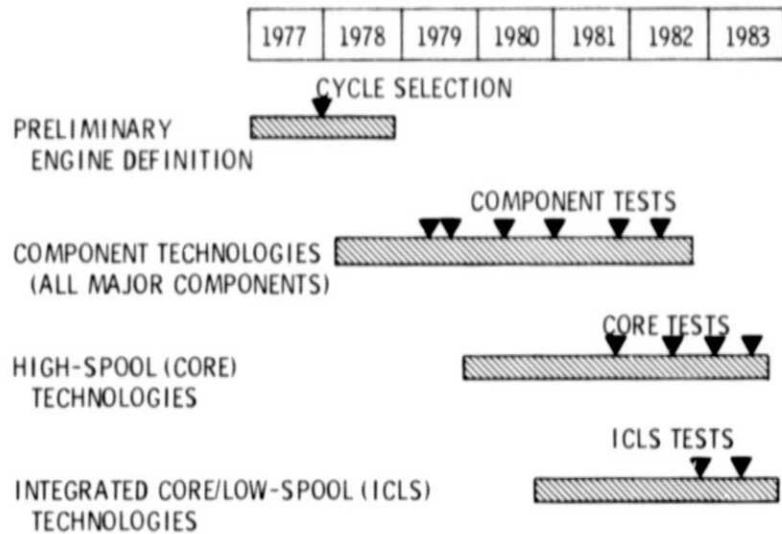 1977 1978 1979 1980 1981 1982 1983
CYCLE SELECTION
PRELIMINARY
ENGINE DEFINITION
COMPONENT TESTS
COMPONENT TECHNOLOGIES
(ALL MAJOR COMPONENTS)
CORE TESTS
HIGH-SPOOL (CORE)
TECHNOLOGIES
ICLS TESTS
INTEGRATED CORE/LOW-SPOOL (ICLS)
TECHNOLOGIES